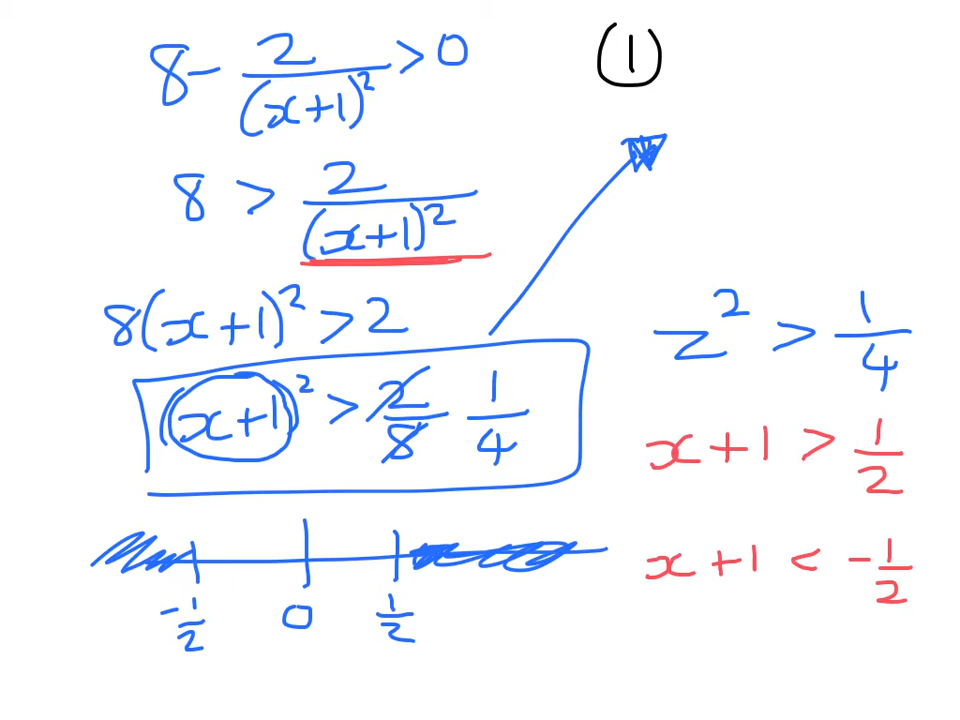 8 - 2/(x+1)² > 0
(1)
8 > 2/(x+1)²
8(x+1)² > 2
(x+1)² > 2/8 1/4
z² > 1/4
x+1 > 1/2
x+1 < -1/2
-1/2 0 1/2